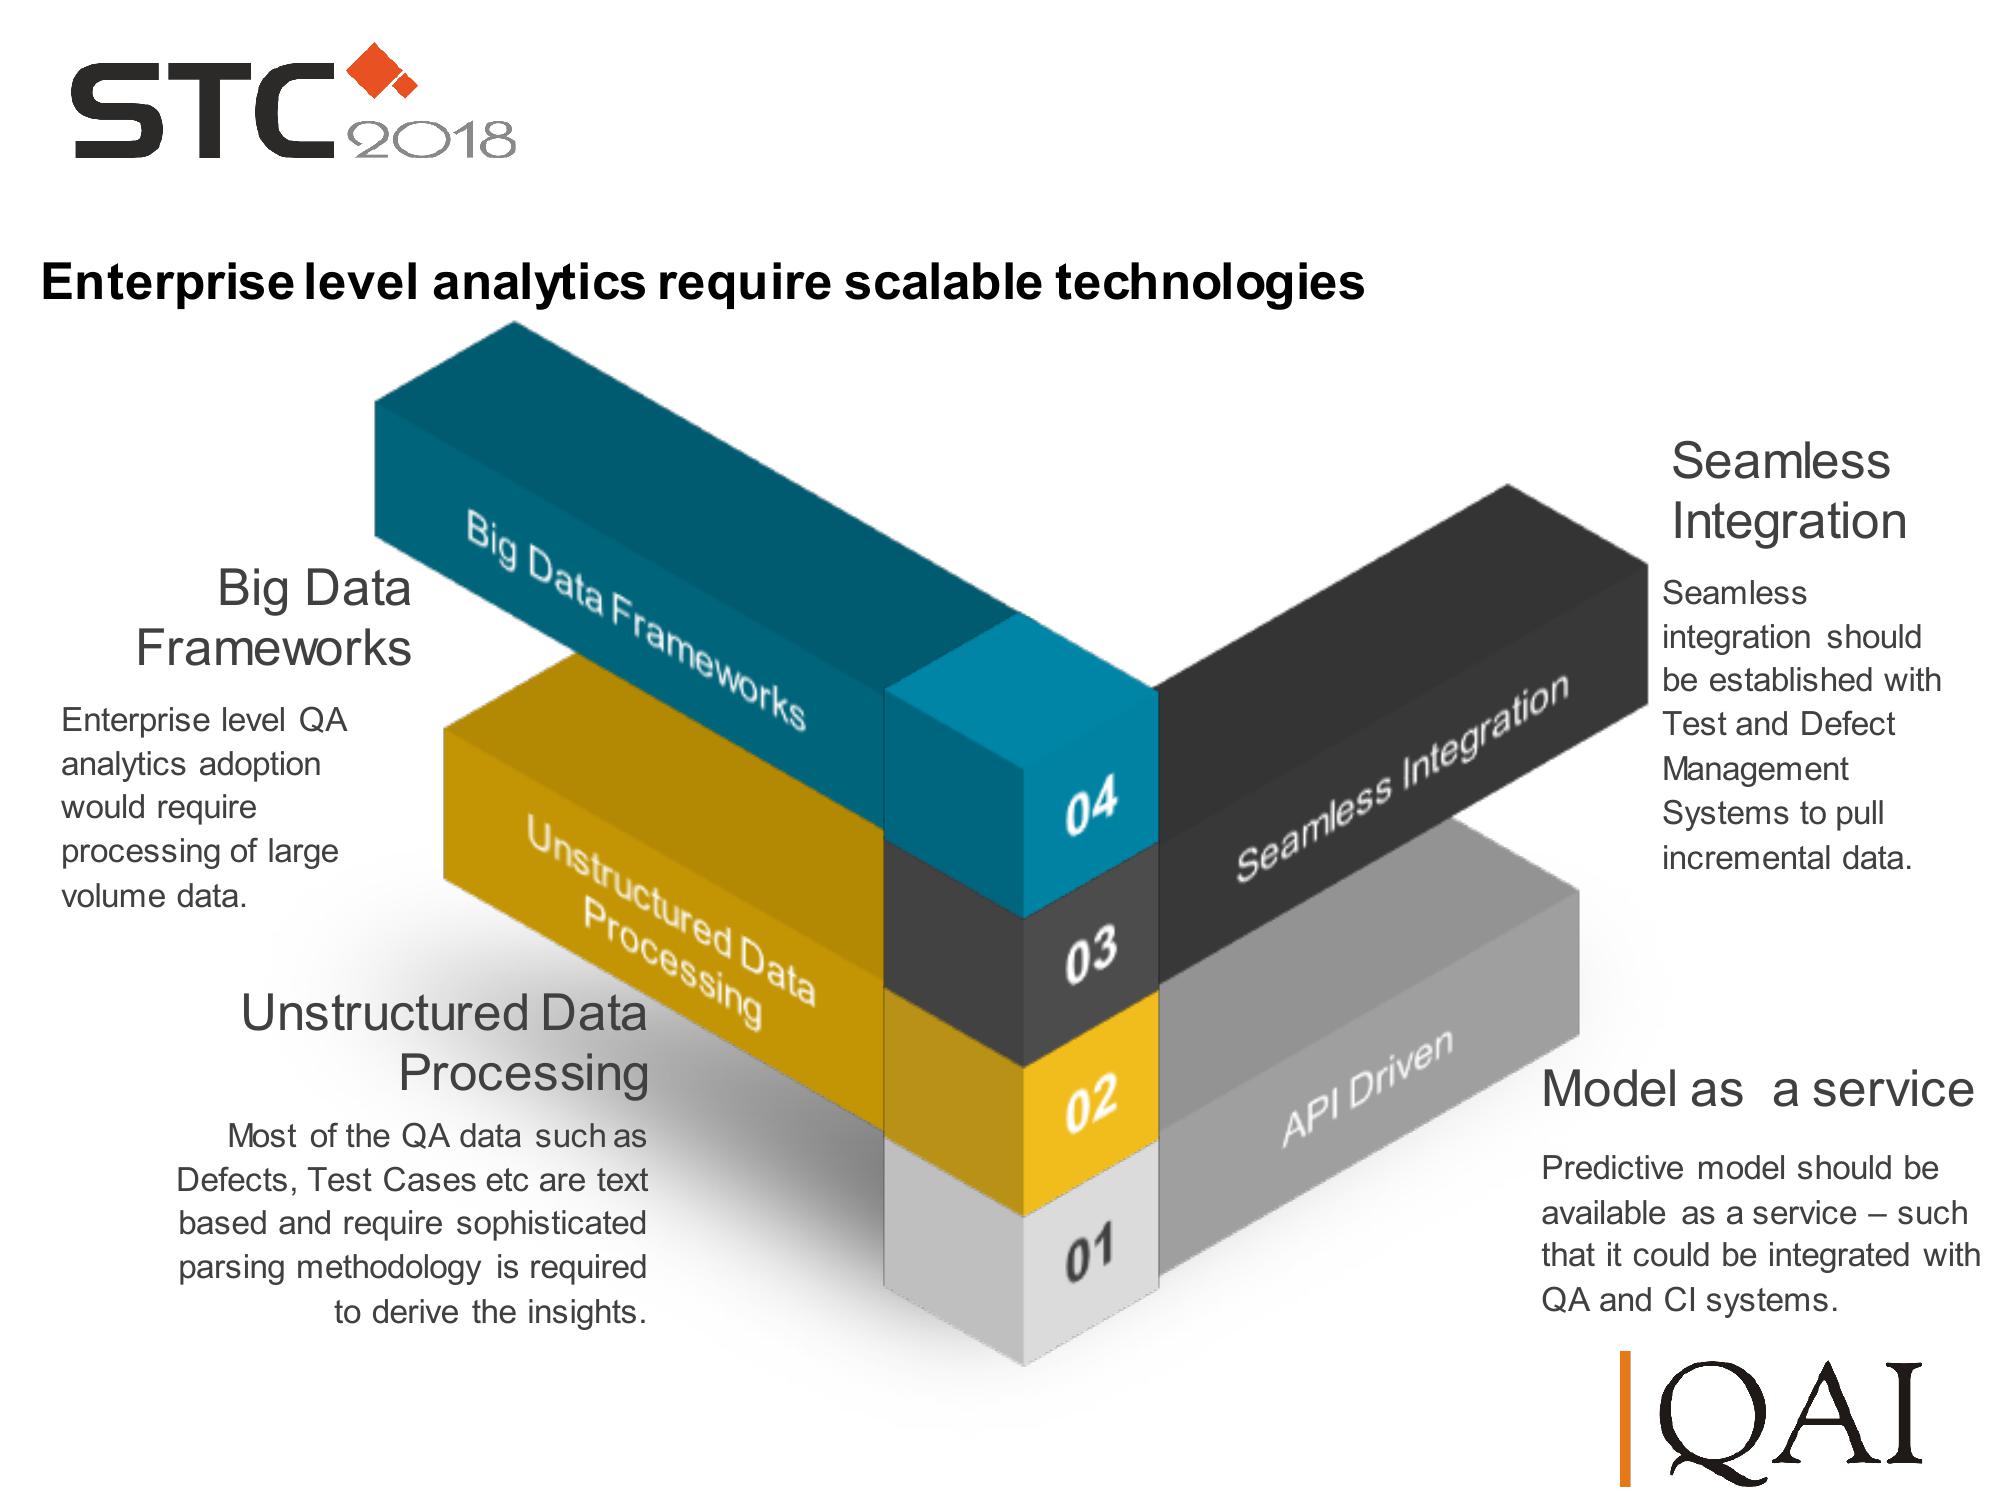 STC 2018
Enterprise level analytics require scalable technologies
Big Data Frameworks
Unstructured Data
Processing
Seamless Integration
API Driven
04
03
02
01
Big Data
Frameworks
Enterprise level QA
analytics adoption
would require
processing of large
volume data.
Unstructured Data
Processing
Most of the QA data such as
Defects, Test Cases etc are text
based and require sophisticated
parsing methodology is required
to derive the insights.
Seamless
Integration
Seamless
integration should
be established with
Test and Defect
Management
Systems to pull
incremental data.
Model as a service
Predictive model should be
available as a service – such
that it could be integrated with
QA and CI systems.
QAI